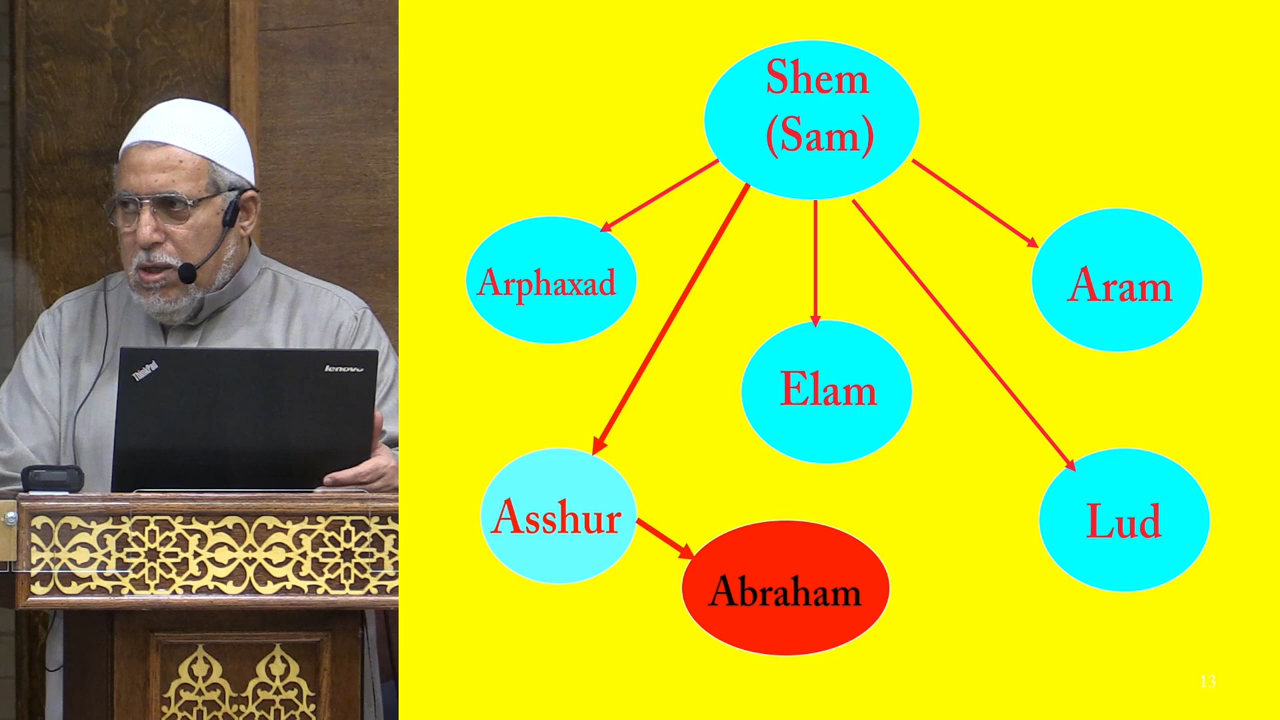 Shem
(Sam)
Arphaxad
Aram
Elam
Asshur
Lud
Abraham
13
ThinkPad
lenovo